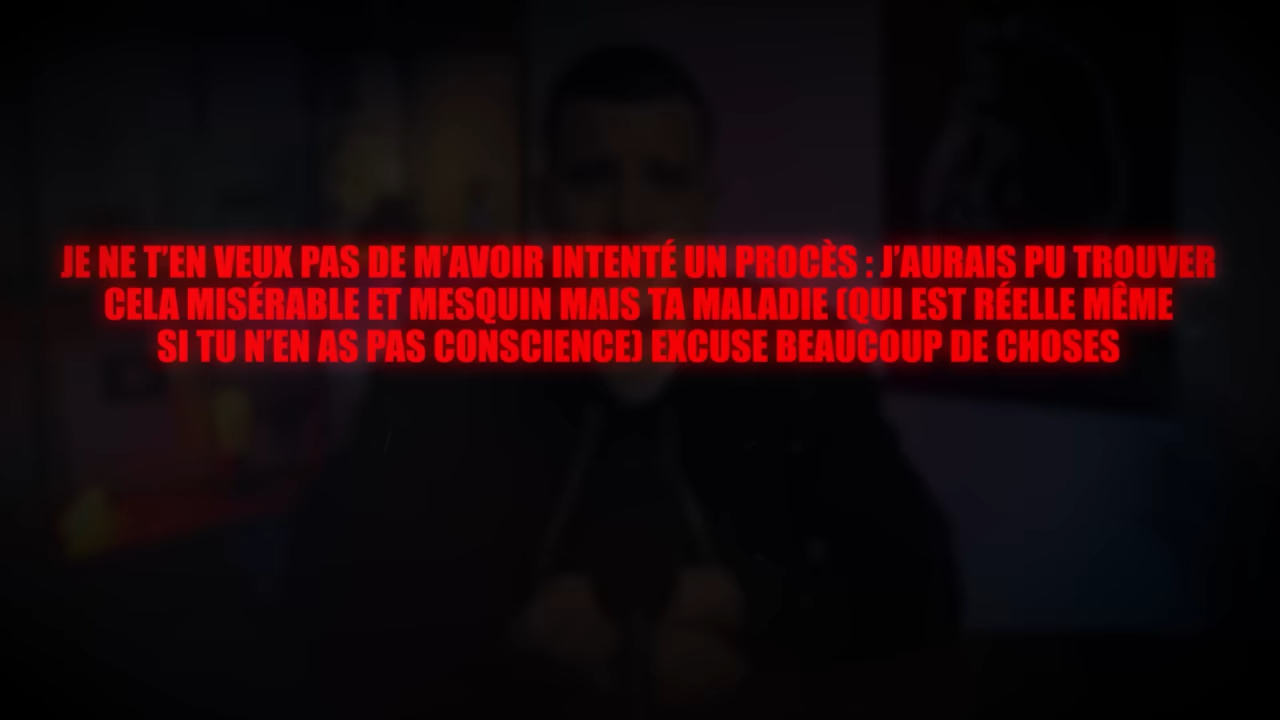 JE NE T'EN VEUX PAS DE M'AVOIR INTENTÉ UN PROCÈS : J'AURAIS PU TROUVER
CELA MISÉRABLE ET MESQUIN MAIS TA MALADIE (QUI EST RÉELLE MÊME
SI TU N'EN AS PAS CONSCIENCE) EXCUSE BEAUCOUP DE CHOSES